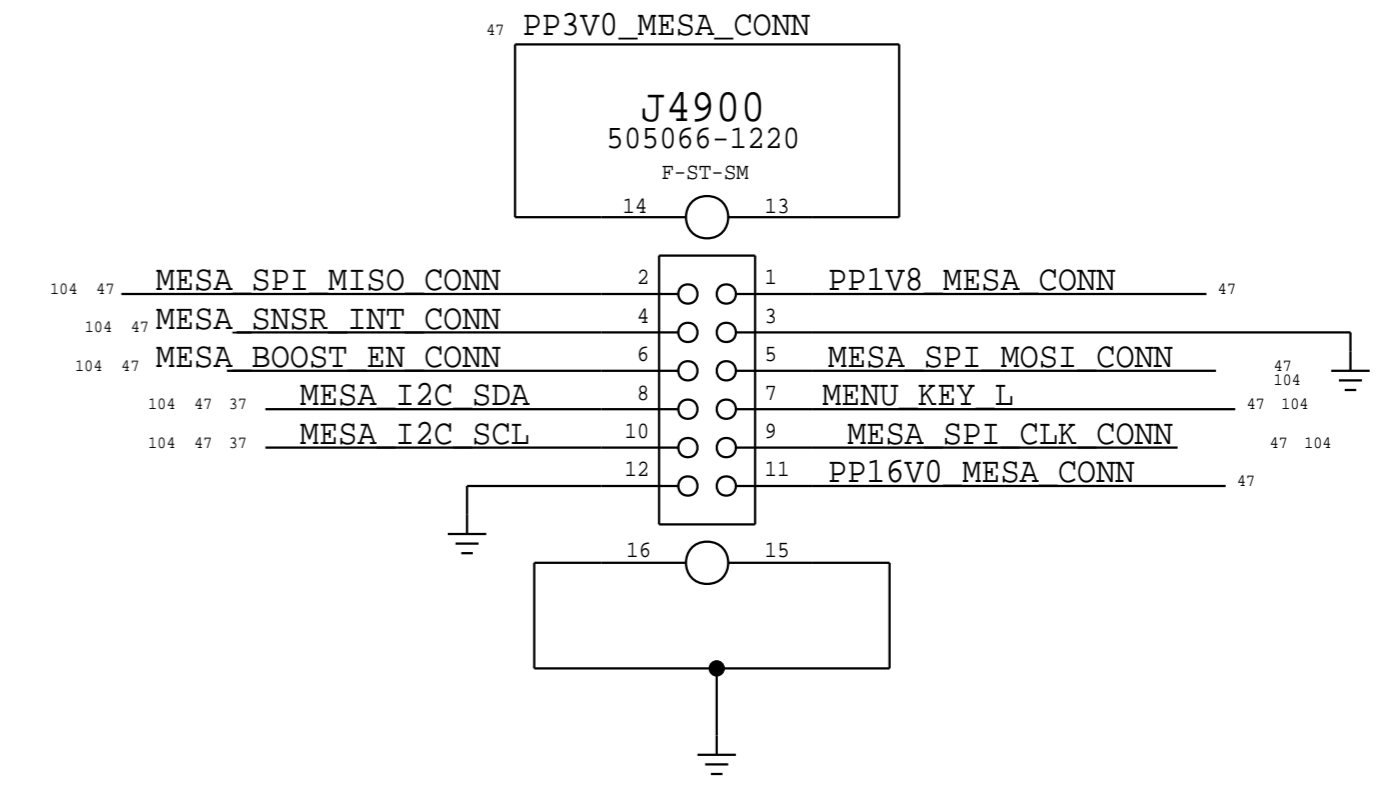 47 PP3V0_MESA_CONN
J4900
505066-1220
F-ST-SM
14 13
104 47 MESA_SPI_MISO_CONN 2 1 PP1V8_MESA_CONN 47
104 47 MESA_SNSR_INT_CONN 4 3
104 47 MESA_BOOST_EN_CONN 6 5 MESA_SPI_MOSI_CONN 47
104
104 47 37 MESA_I2C_SDA 8 7 MENU_KEY_L 47 104
104 47 37 MESA_I2C_SCL 10 9 MESA_SPI_CLK_CONN 47 104
12 11 PP16V0_MESA_CONN 47
16 15